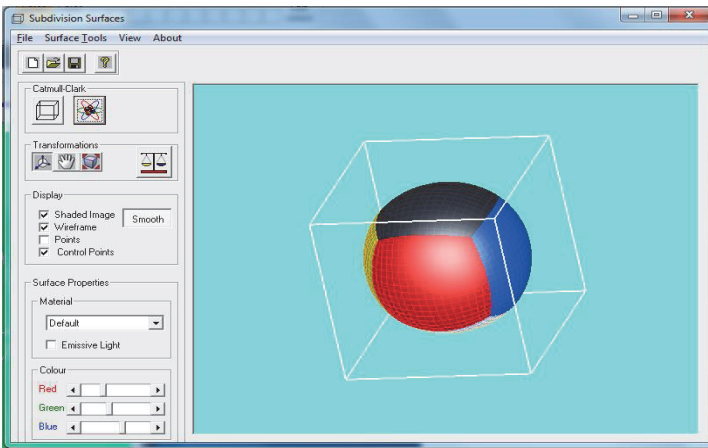 Subdivision Surfaces
File Surface Tools View About
?
Catmull-Clark
Transformations
Display
Shaded Image
Smooth
Wireframe
Points
Control Points
Surface Properties
Material
Default
Emissive Light
Colour
Red
Green
Blue